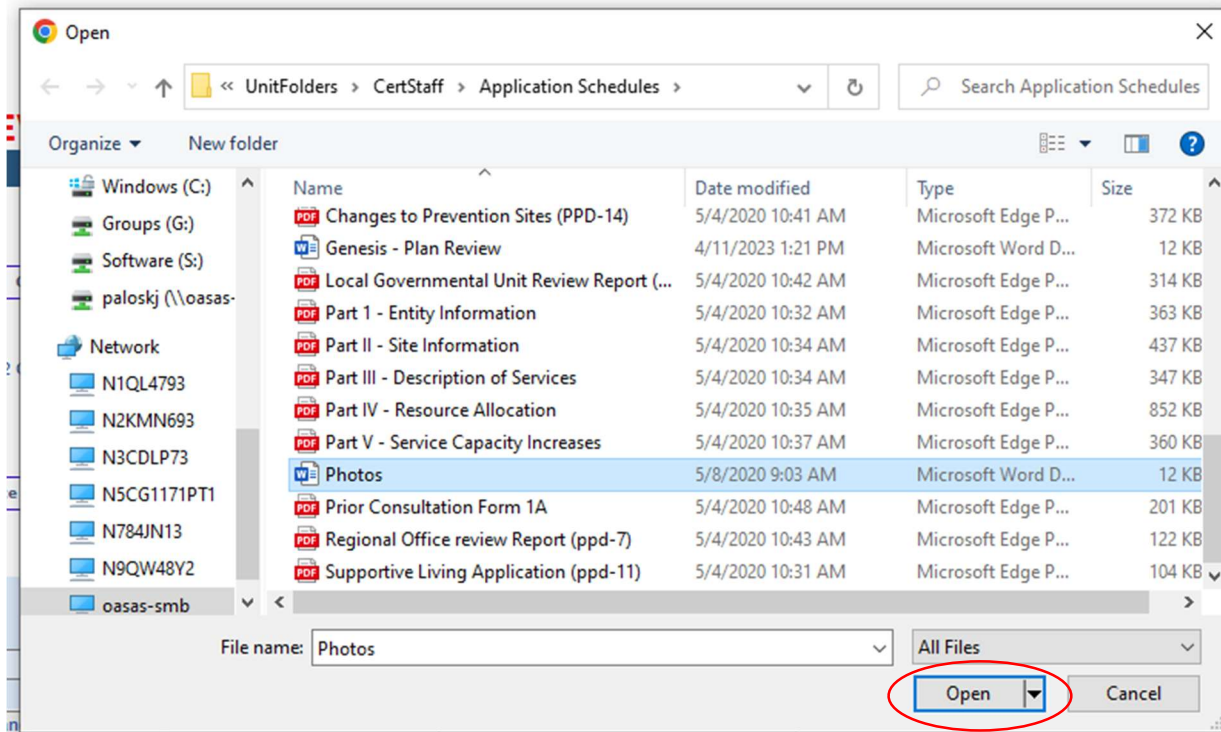 Open
« UnitFolders > CertStaff > Application Schedules >
Search Application Schedules
Organize
New folder
Windows (C:)
Groups (G:)
Software (S:)
paloskj (\\oasas-
Network
N1QL4793
N2KMN693
N3CDLP73
N5CG1171PT1
N784JN13
N9QW48Y2
oasas-smb
Name Date modified Type Size
Changes to Prevention Sites (PPD-14) 5/4/2020 10:41 AM Microsoft Edge P... 372 KB
Genesis - Plan Review 4/11/2023 1:21 PM Microsoft Word D... 12 KB
Local Governmental Unit Review Report (... 5/4/2020 10:42 AM Microsoft Edge P... 314 KB
Part 1 - Entity Information 5/4/2020 10:32 AM Microsoft Edge P... 363 KB
Part II - Site Information 5/4/2020 10:34 AM Microsoft Edge P... 437 KB
Part III - Description of Services 5/4/2020 10:34 AM Microsoft Edge P... 347 KB
Part IV - Resource Allocation 5/4/2020 10:35 AM Microsoft Edge P... 852 KB
Part V - Service Capacity Increases 5/4/2020 10:37 AM Microsoft Edge P... 360 KB
Photos 5/8/2020 9:03 AM Microsoft Word D... 12 KB
Prior Consultation Form 1A 5/4/2020 10:48 AM Microsoft Edge P... 201 KB
Regional Office review Report (ppd-7) 5/4/2020 10:43 AM Microsoft Edge P... 122 KB
Supportive Living Application (ppd-11) 5/4/2020 10:31 AM Microsoft Edge P... 104 KB
File name: Photos
All Files
Open
Cancel